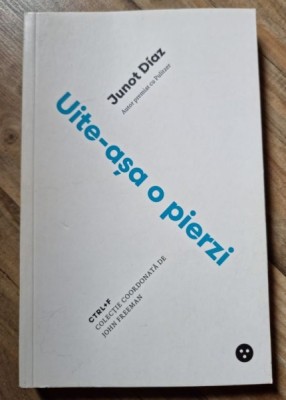 Junot Díaz
Autor premiat cu Pulitzer
Uite-așa o pierzi
CTRL+F
COLECȚIE COORDONATĂ DE
JOHN FREEMAN